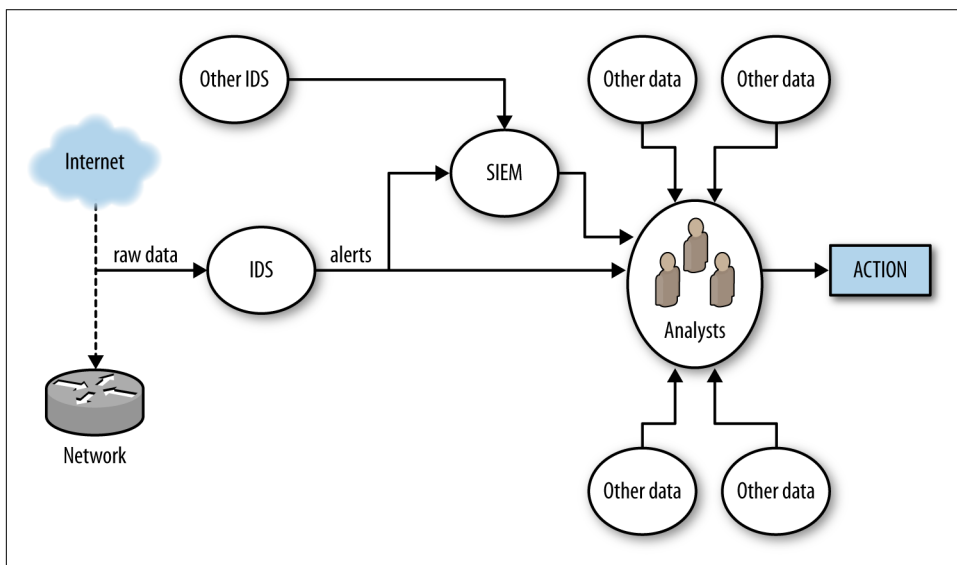 Other IDS
Other data
Other data
Internet
SIEM
raw data
IDS
alerts
ACTION
Analysts
Network
Other data
Other data